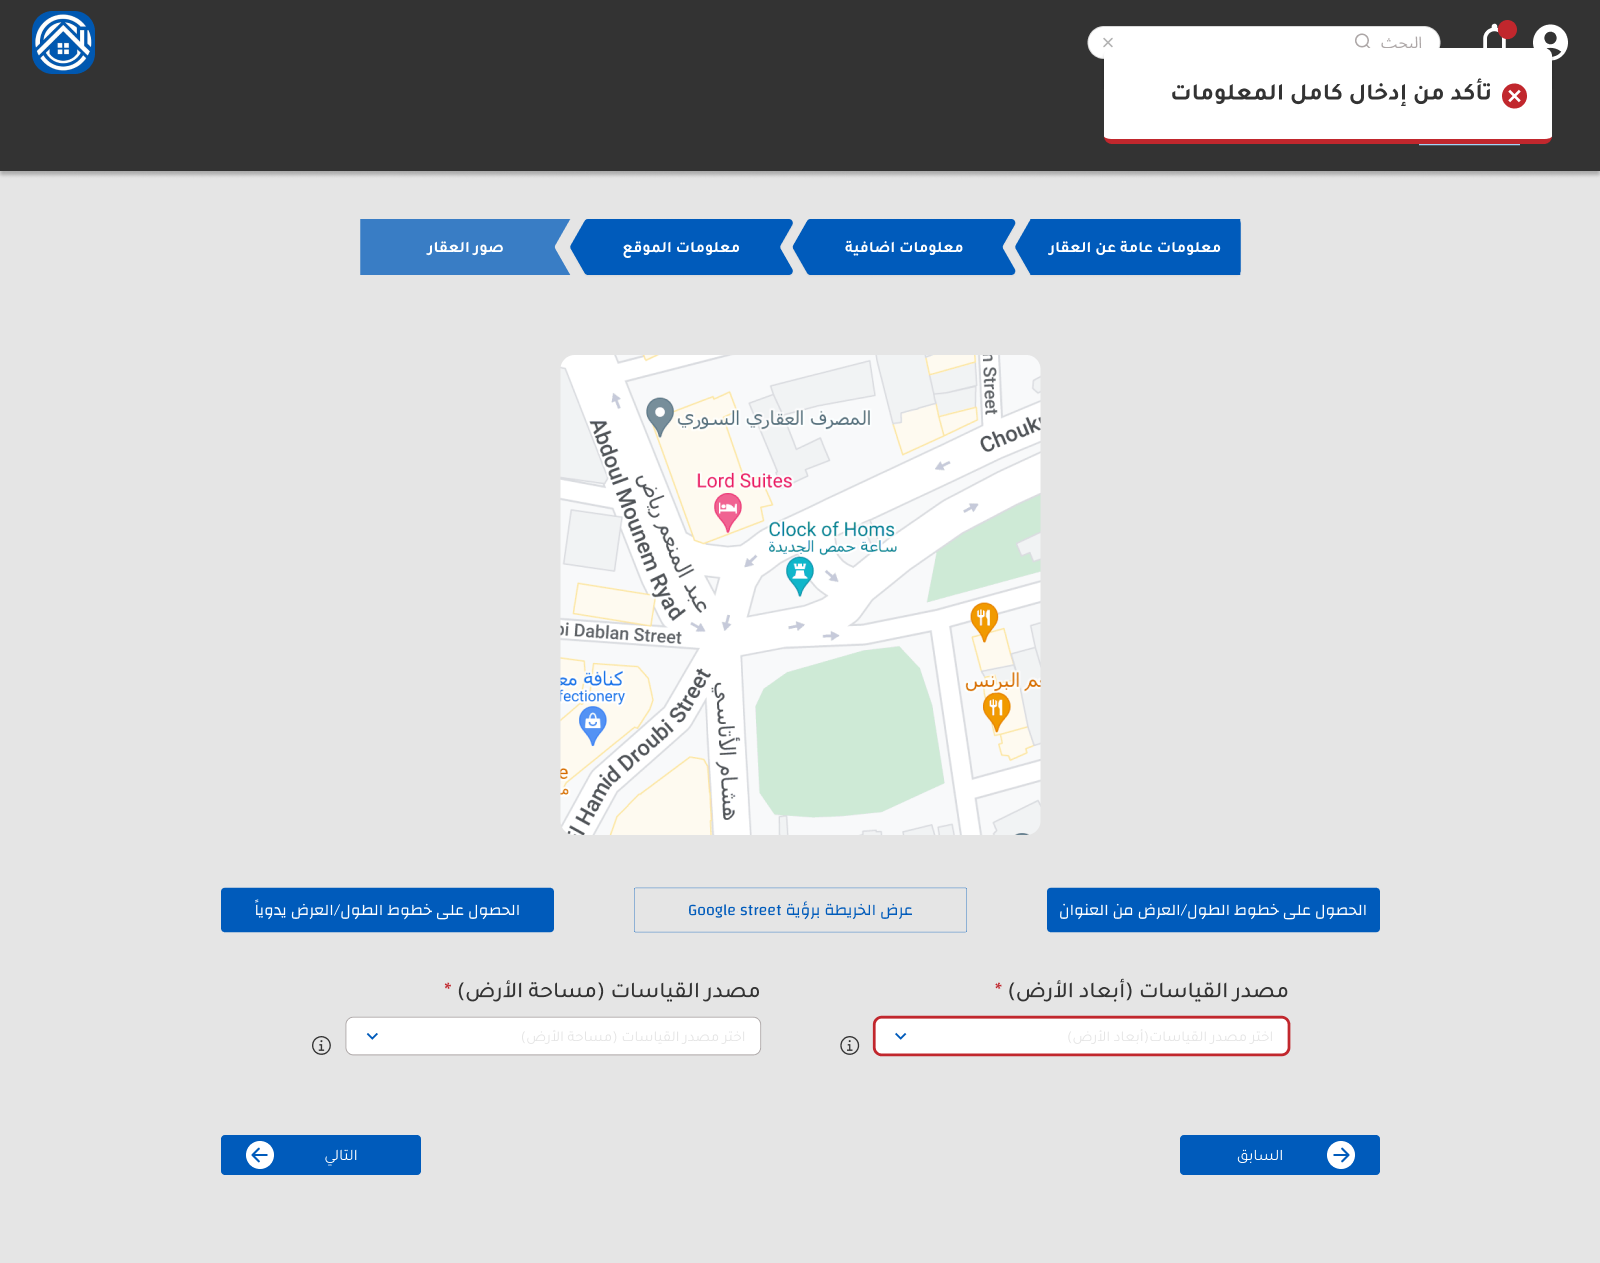 البحث
تأكد من إدخال كامل المعلومات
معلومات عامة عن العقار
معلومات اضافية
معلومات الموقع
صور العقار
Street
المصرف العقاري السوري
Abdoul Mounem Ryad
عبد المنعم رياض
Lord Suites
Clock of Homs
ساعة حمص الجديدة
Dablan Street
كنافة
البرنس
Hamid Droubi Street
هشام الأتاسي
الحصول على خطوط الطول/العرض من العنوان
عرض الخريطة برؤية Google street
الحصول على خطوط الطول/العرض يدوياً
مصدر القياسات (أبعاد الأرض) *
اختر مصدر القياسات(أبعاد الأرض)
مصدر القياسات (مساحة الأرض) *
اختر مصدر القياسات (مساحة الأرض)
السابق
التالي